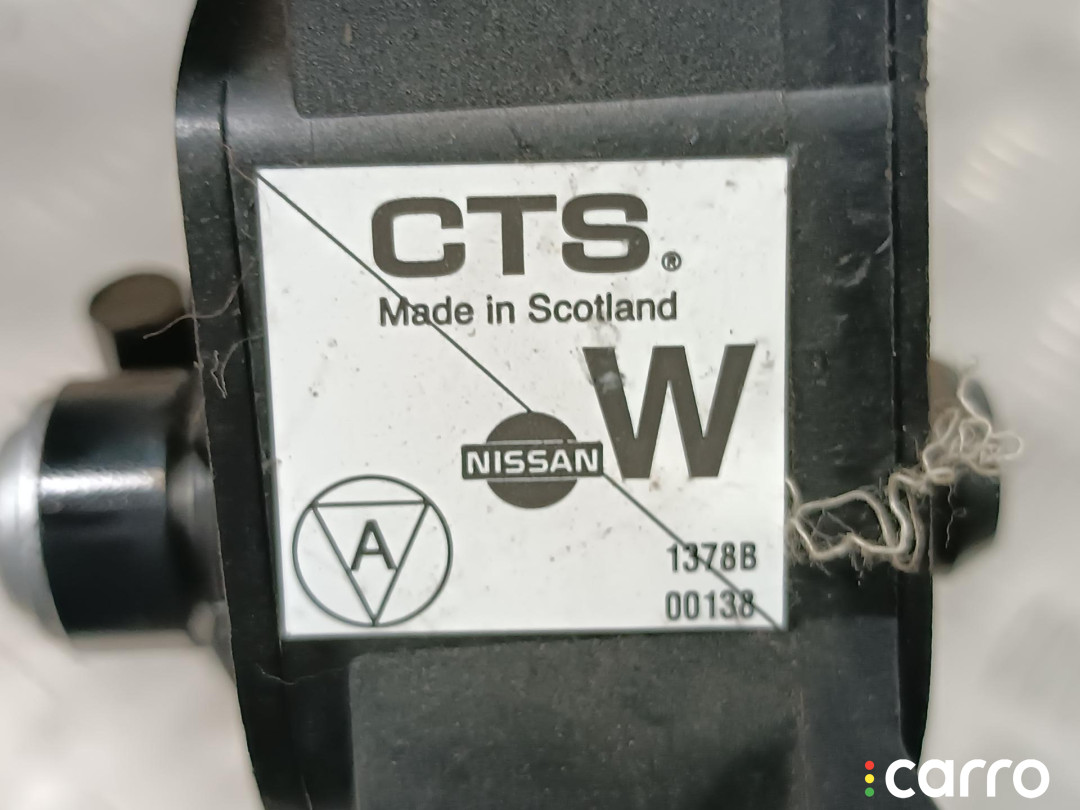 CTS®
Made in Scotland
W
NISSAN
A
1378B
00138
carro